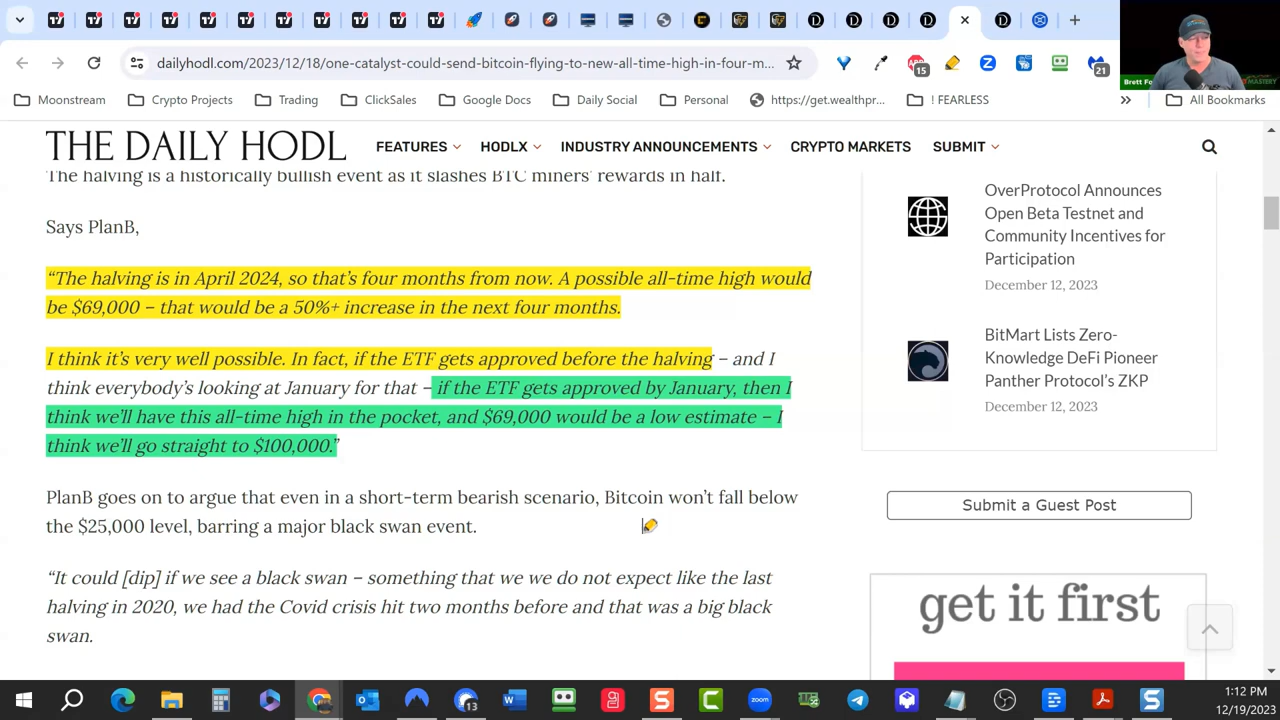 dailyhodl.com/2023/12/18/one-catalyst-could-send-bitcoin-flying-to-new-all-time-high-in-four-m...
15
21
Brett Fo
MASTERY
Moonstream
Crypto Projects
Trading
ClickSales
Google Docs
Daily Social
Personal
https://get.wealthpr...
! FEARLESS
»
All Bookmarks
THE DAILY HODL
FEATURES
HODLX
INDUSTRY ANNOUNCEMENTS
CRYPTO MARKETS
SUBMIT
The halving is a historically bullish event as it slashes BTC miners’ rewards in half.
Says PlanB,
“The halving is in April 2024, so that’s four months from now. A possible all-time high would
be $69,000 – that would be a 50%+ increase in the next four months.
I think it’s very well possible. In fact, if the ETF gets approved before the halving – and I
think everybody’s looking at January for that – if the ETF gets approved by January, then I
think we’ll have this all-time high in the pocket, and $69,000 would be a low estimate – I
think we’ll go straight to $100,000.”
PlanB goes on to argue that even in a short-term bearish scenario, Bitcoin won’t fall below
the $25,000 level, barring a major black swan event.
“It could [dip] if we see a black swan – something that we we do not expect like the last
halving in 2020, we had the Covid crisis hit two months before and that was a big black
swan.
OverProtocol Announces
Open Beta Testnet and
Community Incentives for
Participation
December 12, 2023
BitMart Lists Zero-
Knowledge DeFi Pioneer
Panther Protocol’s ZKP
December 12, 2023
Submit a Guest Post
get it first
13
zoom
1:12 PM
12/19/2023